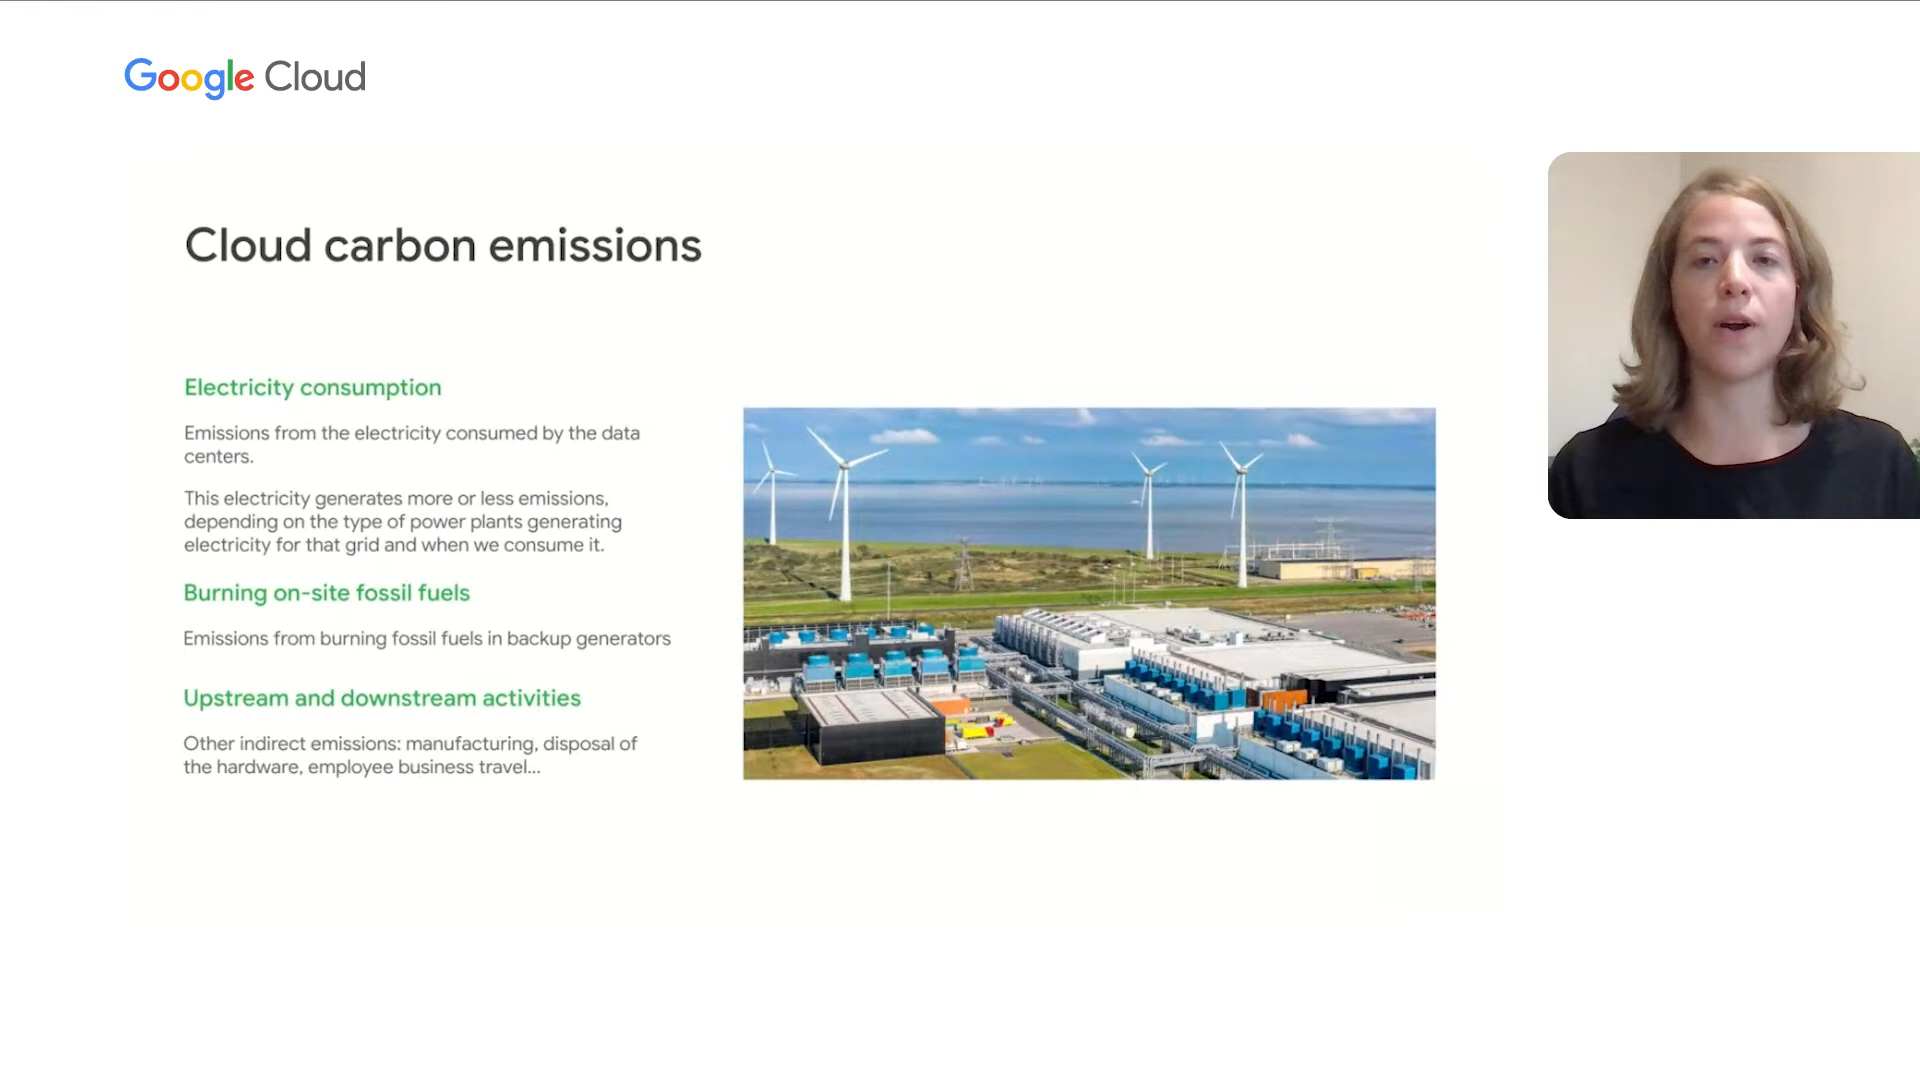 Google Cloud
Cloud carbon emissions
Electricity consumption
Emissions from the electricity consumed by the data
centers.
This electricity generates more or less emissions,
depending on the type of power plants generating
electricity for that grid and when we consume it.
Burning on-site fossil fuels
Emissions from burning fossil fuels in backup generators
Upstream and downstream activities
Other indirect emissions: manufacturing, disposal of
the hardware, employee business travel...